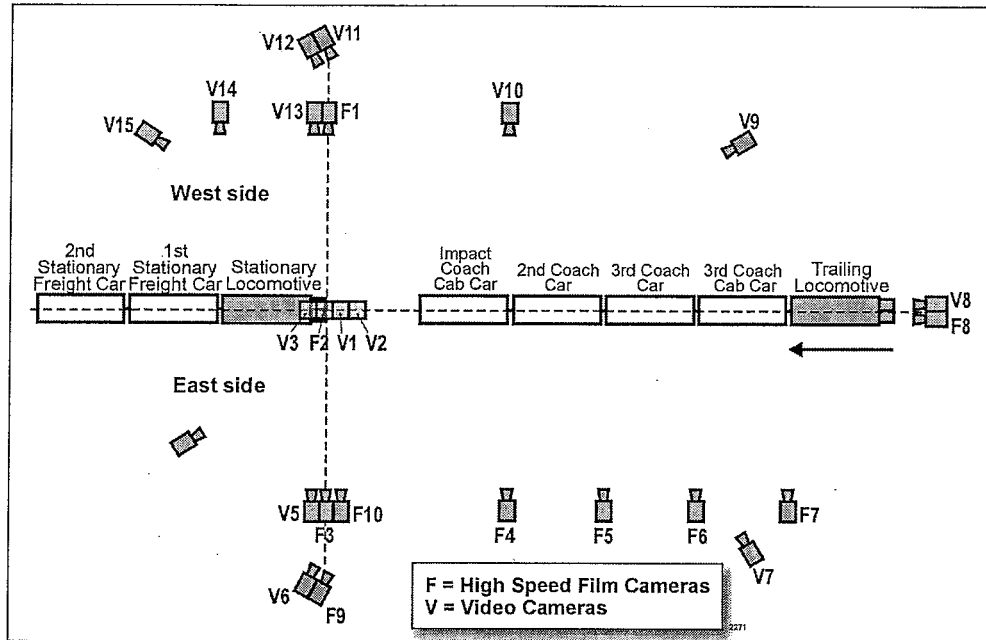 V12
V11
V14
V13
F1
V10
V15
V9
West side
2nd
Stationary
Freight Car
1st
Stationary
Freight Car
Stationary
Locomotive
Impact
Coach
Cab Car
2nd Coach
Car
3rd Coach
Car
3rd Coach
Cab Car
Trailing
Locomotive
V8
F8
V3
F2
V1
V2
East side
V5
F10
F3
F4
F5
F6
F7
V7
V6
F9
F = High Speed Film Cameras
V = Video Cameras
2271